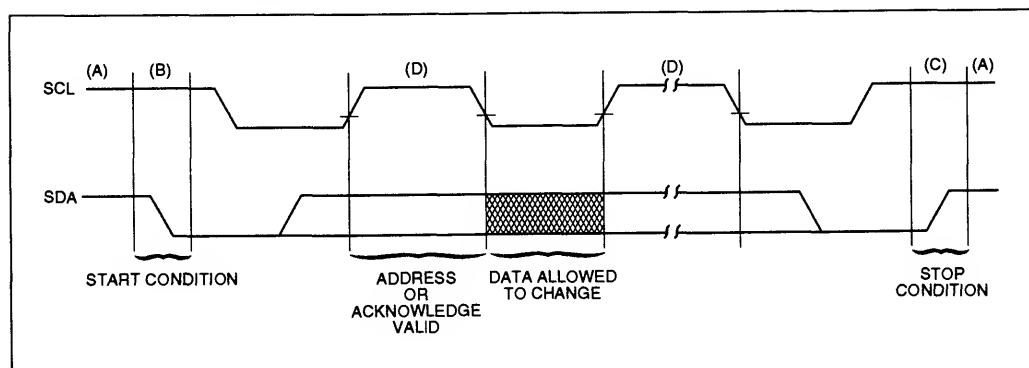 (A) (B) (D) (D) (C) (A)
SCL
SDA
START CONDITION
ADDRESS
OR
ACKNOWLEDGE
VALID
DATA ALLOWED
TO CHANGE
STOP
CONDITION